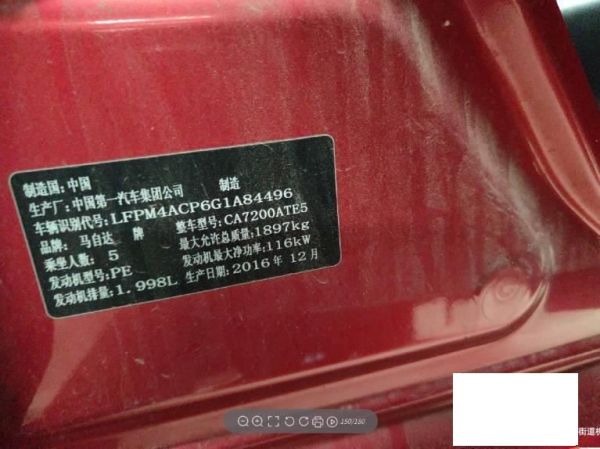 制造国:中国
生产厂:中国第一汽车集团公司 制造
车辆识别代号:LFPM4ACP6G1A84496
品牌:马自达 牌 整车型号:CA7200ATE5
乘坐人数:5 最大允许总质量:1897kg
发动机型号:PE 发动机最大净功率:116kW
发动机排量:1.998L 生产日期:2016年12月
150/150
街道